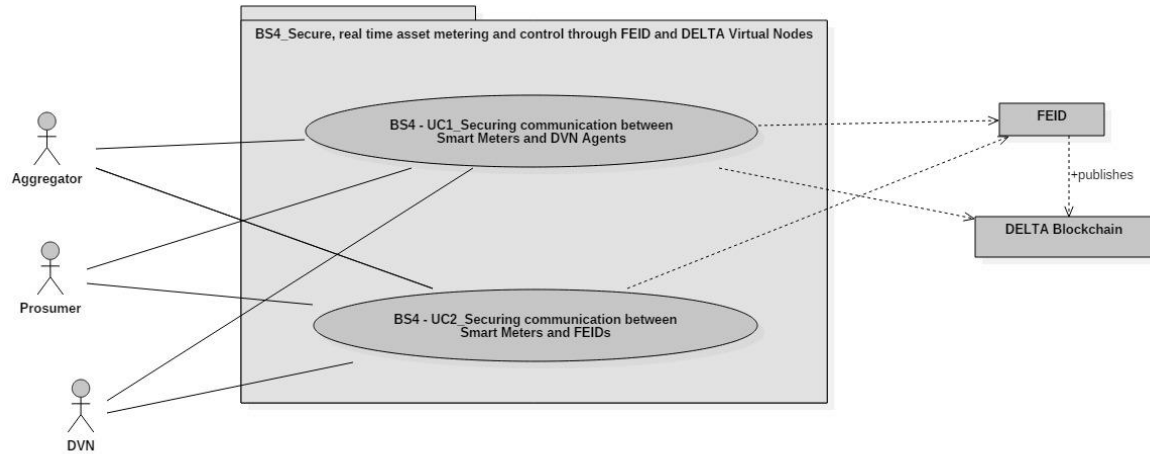 BS4_Secure, real time asset metering and control through FEID and DELTA Virtual Nodes
BS4 - UC1_Securing communication between
Smart Meters and DVN Agents
FEID
Aggregator
+publishes
DELTA Blockchain
Prosumer
BS4 - UC2_Securing communication between
Smart Meters and FEIDs
DVN